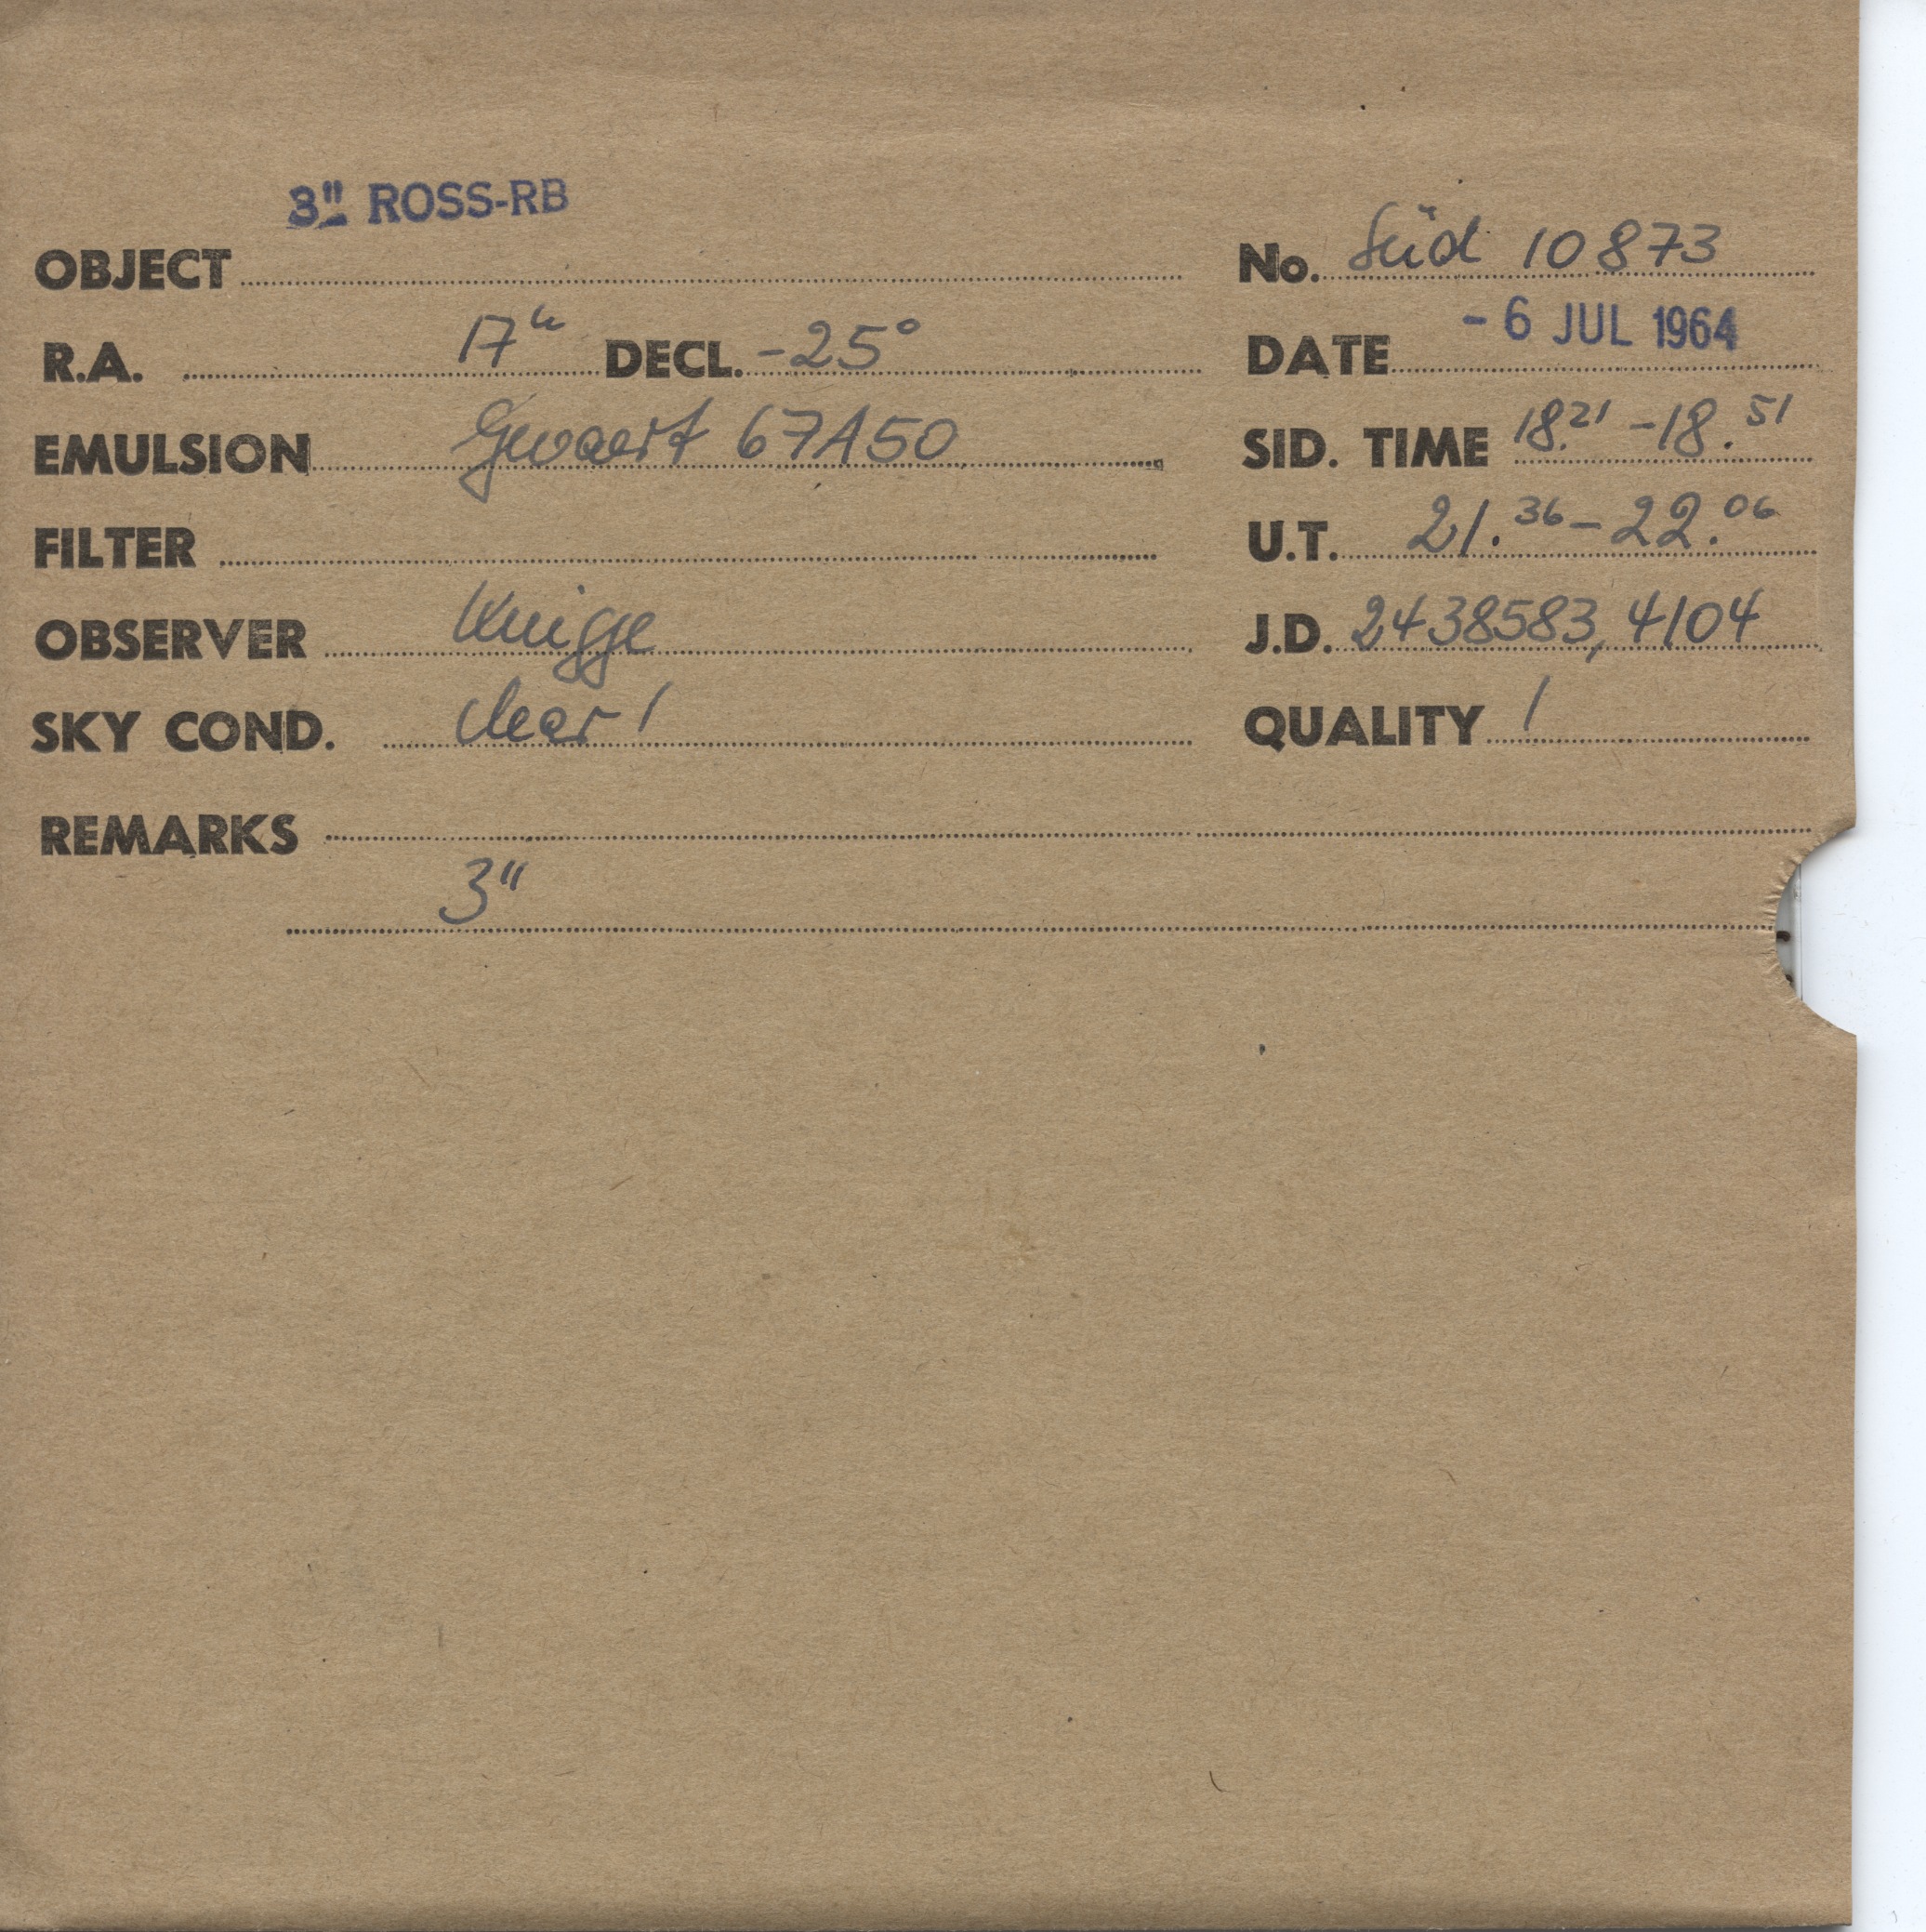 3" ROSS-RB
OBJECT No. Süd 10873
R.A. 17h DECL. -25° DATE - 6 JUL 1964
EMULSION Gevaert 67A50 SID. TIME 18.21 - 18.51
FILTER U.T. 21.36 - 22.06
OBSERVER Knigge J.D. 2438583,4104
SKY COND. clear 1 QUALITY 1
REMARKS
3"